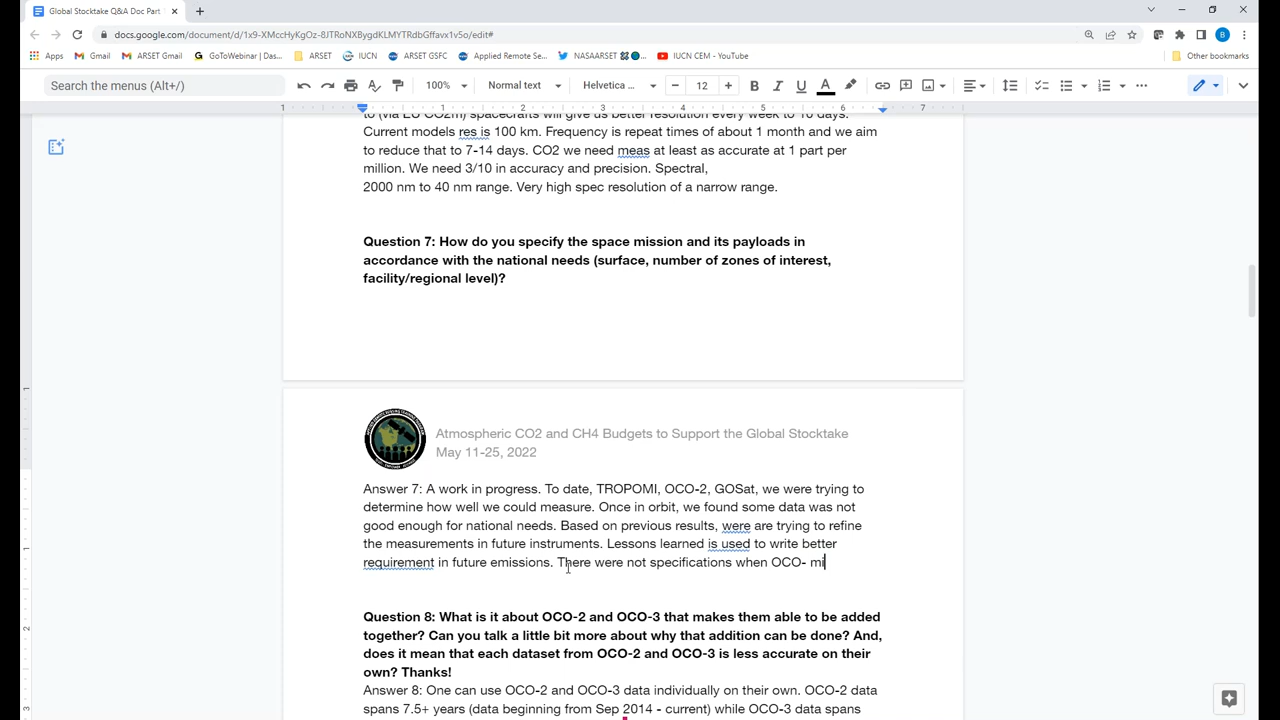 Global Stocktake Q&A Doc Part
docs.google.com/document/d/1x9-XMccHyKgOz-8JTRoNXBygdKLMYTRdbGffavx1v5o/edit#
Apps Gmail ARSET Gmail GoToWebinar | Das... ARSET IUCN ARSET GSFC Applied Remote Se... NASAARSET IUCN CEM - YouTube Other bookmarks
Search the menus (Alt+/) 100% Normal text Helvetica ... 12 B I U A
1 1 2 3 4 5 6 7
to (via EU CO2m) spacecrafts will give us better resolution every week to 10 days.
Current models res is 100 km. Frequency is repeat times of about 1 month and we aim
to reduce that to 7-14 days. CO2 we need meas at least as accurate at 1 part per
million. We need 3/10 in accuracy and precision. Spectral,
2000 nm to 40 nm range. Very high spec resolution of a narrow range.
Question 7: How do you specify the space mission and its payloads in
accordance with the national needs (surface, number of zones of interest,
facility/regional level)?
Atmospheric CO2 and CH4 Budgets to Support the Global Stocktake
May 11-25, 2022
Answer 7: A work in progress. To date, TROPOMI, OCO-2, GOSat, we were trying to
determine how well we could measure. Once in orbit, we found some data was not
good enough for national needs. Based on previous results, were are trying to refine
the measurements in future instruments. Lessons learned is used to write better
requirement in future emissions. There were not specifications when OCO- mi
Question 8: What is it about OCO-2 and OCO-3 that makes them able to be added
together? Can you talk a little bit more about why that addition can be done? And,
does it mean that each dataset from OCO-2 and OCO-3 is less accurate on their
own? Thanks!
Answer 8: One can use OCO-2 and OCO-3 data individually on their own. OCO-2 data
spans 7.5+ years (data beginning from Sep 2014 - current) while OCO-3 data spans